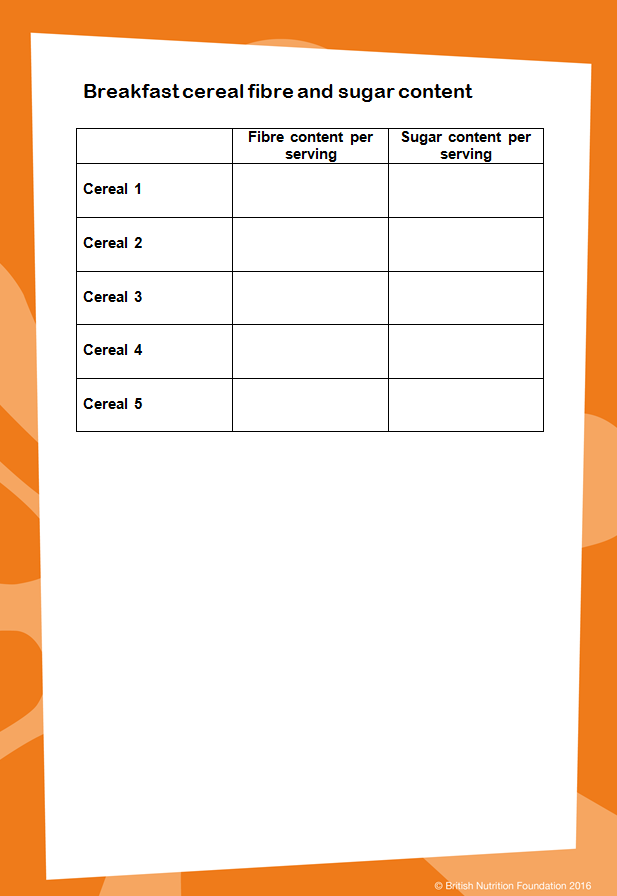 Breakfast cereal fibre and sugar content
Fibre content per
serving
Sugar content per
serving
Cereal 1
Cereal 2
Cereal 3
Cereal 4
Cereal 5
© British Nutrition Foundation 2016